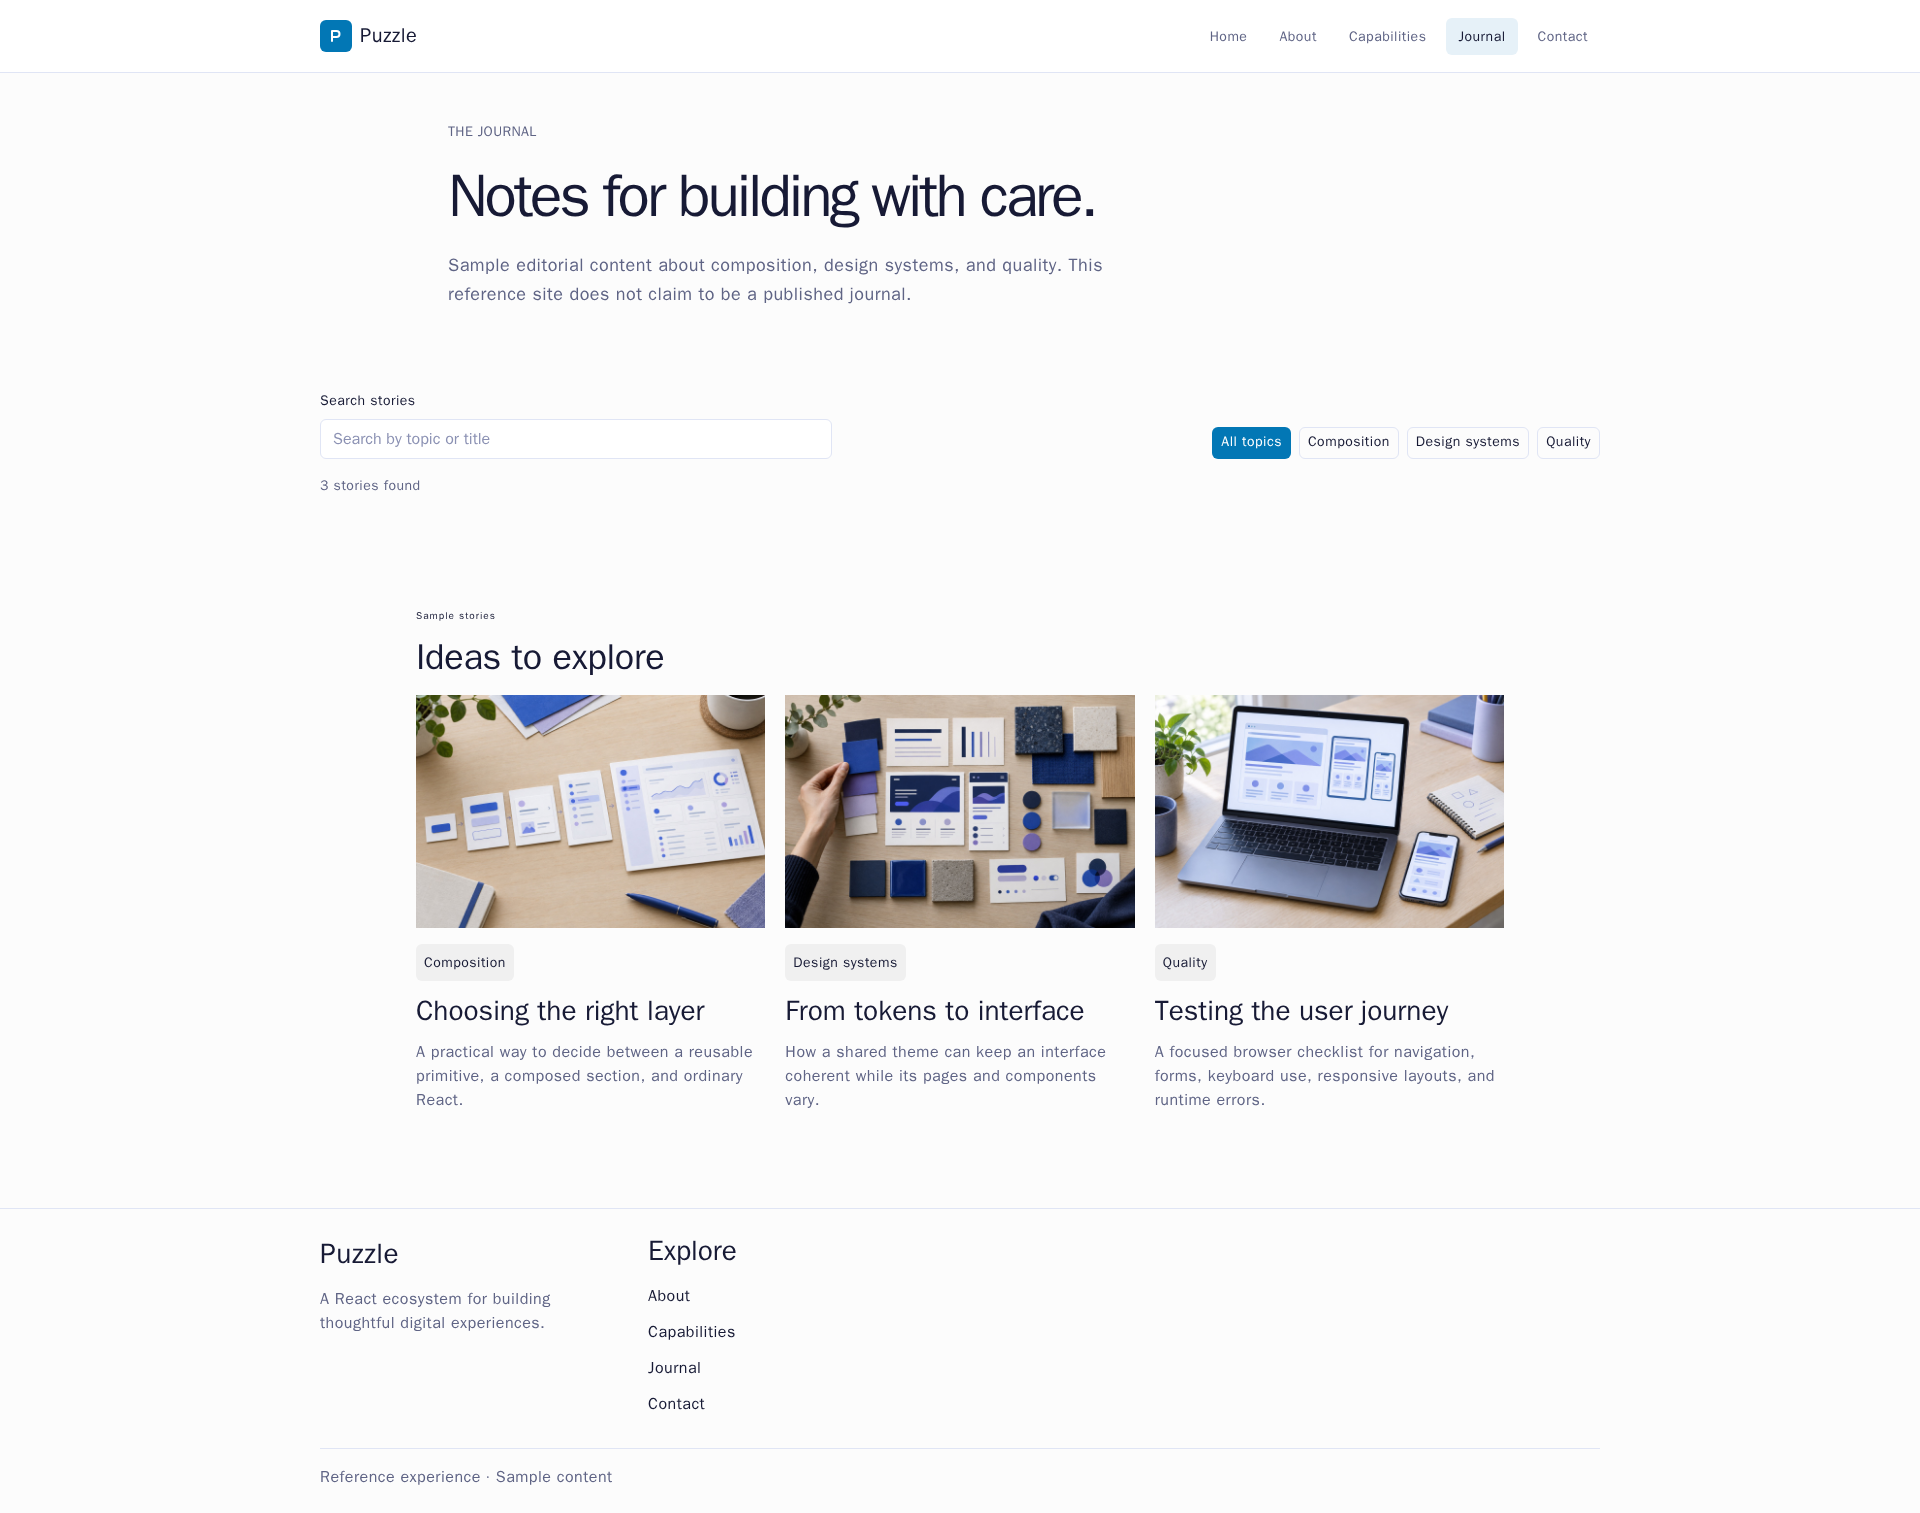 P Puzzle
Home About Capabilities Journal Contact
THE JOURNAL
Notes for building with care.
Sample editorial content about composition, design systems, and quality. This
reference site does not claim to be a published journal.
Search stories
Search by topic or title
All topics Composition Design systems Quality
3 stories found
Sample stories
Ideas to explore
Composition
Choosing the right layer
A practical way to decide between a reusable
primitive, a composed section, and ordinary
React.
Design systems
From tokens to interface
How a shared theme can keep an interface
coherent while its pages and components
vary.
Quality
Testing the user journey
A focused browser checklist for navigation,
forms, keyboard use, responsive layouts, and
runtime errors.
Puzzle
A React ecosystem for building
thoughtful digital experiences.
Explore
About
Capabilities
Journal
Contact
Reference experience · Sample content